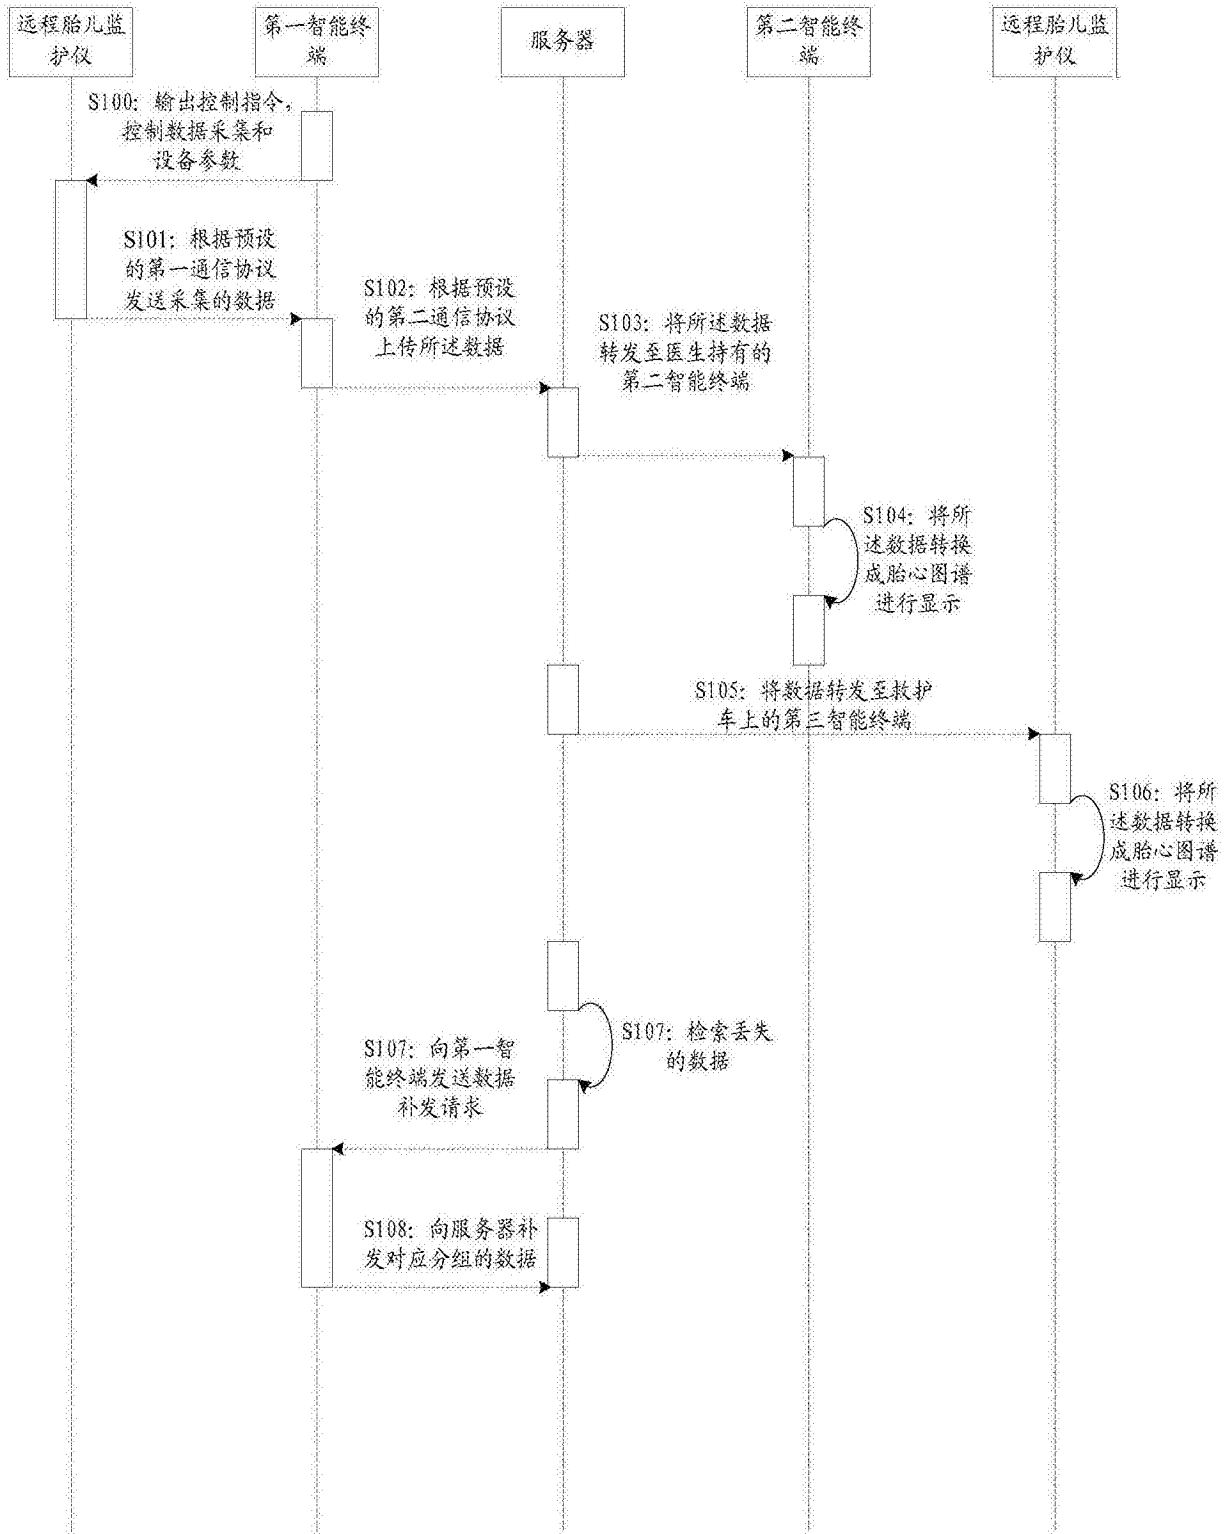 远程胎儿监
护仪
第一智能终
端
服务器
第二智能终
端
远程胎儿监
护仪
S100：输出控制指令，
控制数据采集和
设备参数
S101：根据预设
的第一通信协议
发送采集的数据
S102：根据预设
的第二通信协议
上传所述数据
S103：将所述数据
转发至医生持有的
第二智能终端
S104：将所
述数据转换
成胎心图谱
进行显示
S105：将数据转发至救护
车上的第三智能终端
S106：将所
述数据转换
成胎心图谱
进行显示
S107：检索丢失
的数据
S107：向第一智
能终端发送数据
补发请求
S108：向服务器补
发对应分组的数据